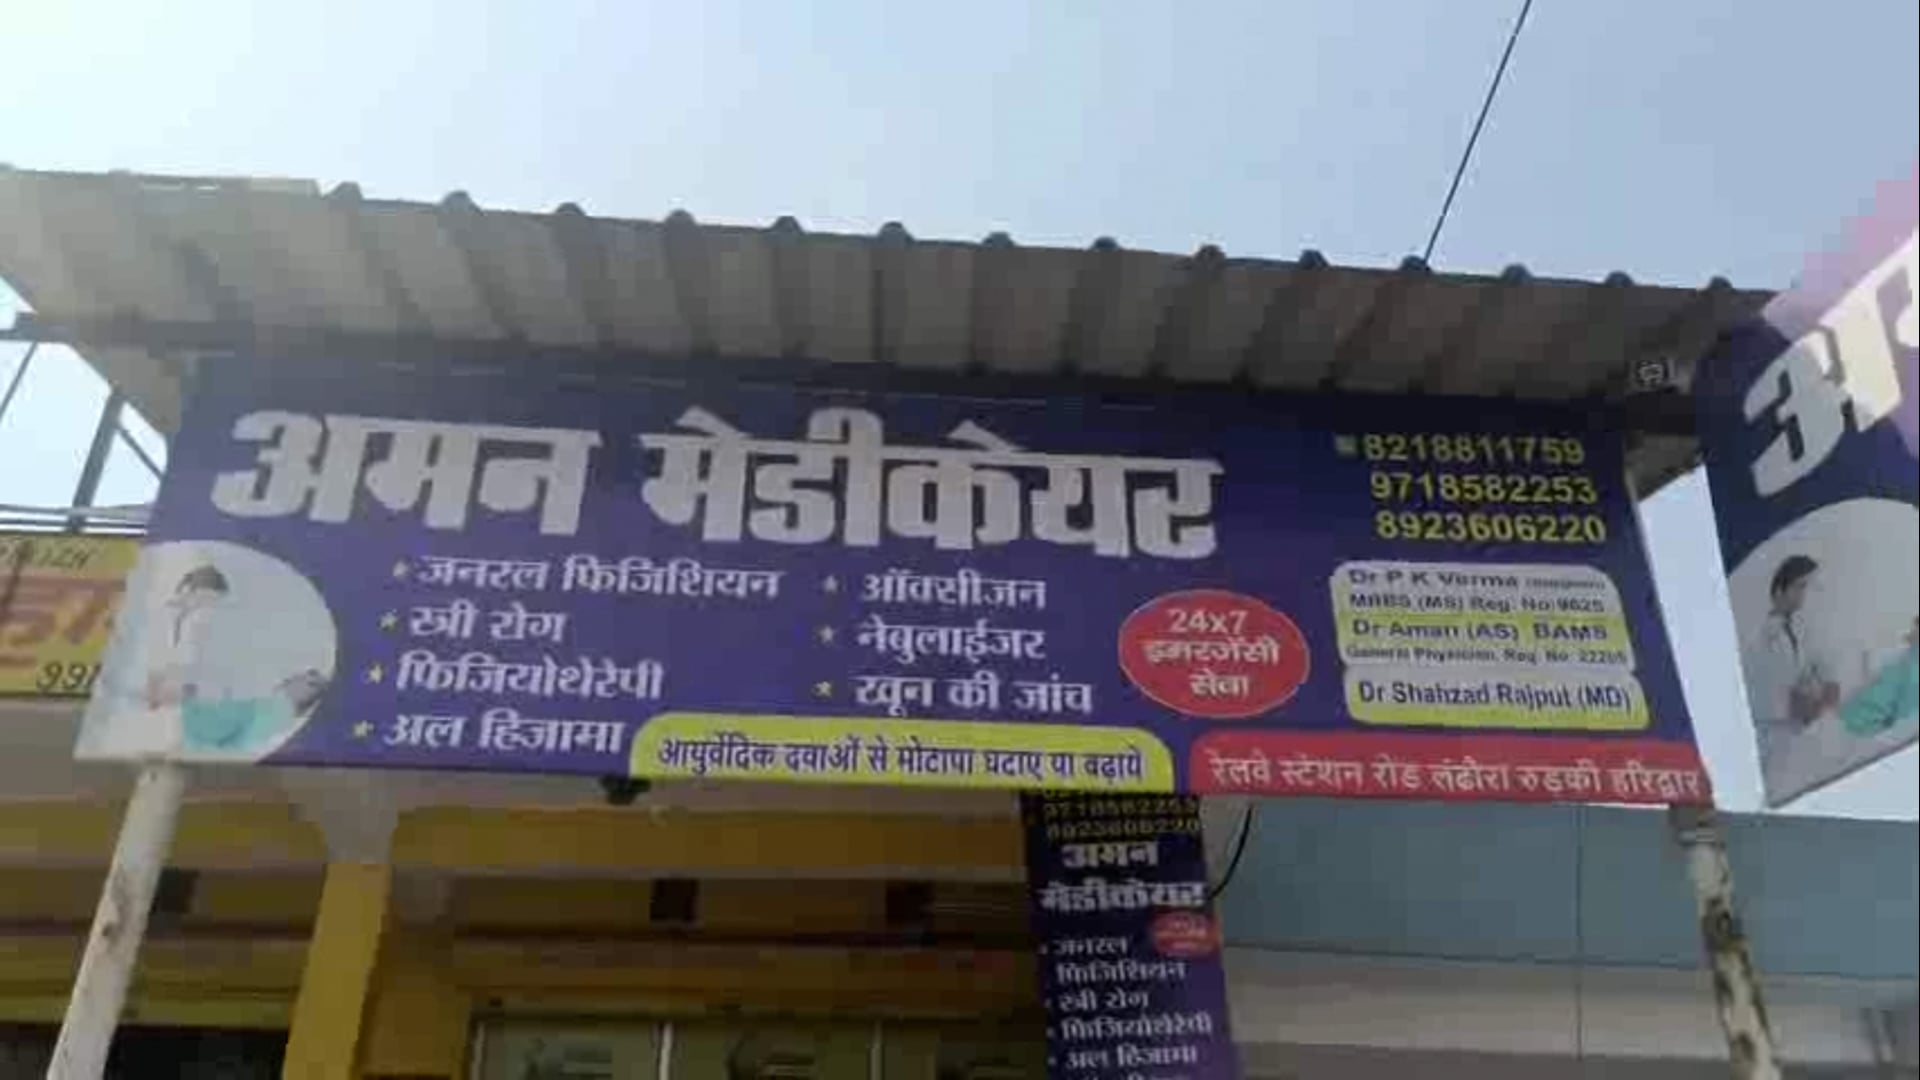 अमन मेडीकेयर
8218811759
9718582253
8923606220
जनरल फिजिशियन
स्त्री रोग
फिजियोथेरेपी
अल हिजामा
ऑक्सीजन
नेबुलाईजर
खून की जांच
24x7
इमरजेंसी
सेवा
Dr P K Verma
MBBS (MS) Reg. No:9625
Dr Aman (AS) BAMS
General Physician Reg. No.
Dr Shahzad Rajput (MD)
आयुर्वेदिक दवाओं से मोटापा घटाए या बढ़ाये
रेलवे स्टेशन रोड लंढौरा रुड़की हरिद्वार
9718582253
8923606220
अमन
मेडीकेयर
जनरल
फिजिशियन
स्त्री रोग
फिजियोथेरेपी
अल हिजामा